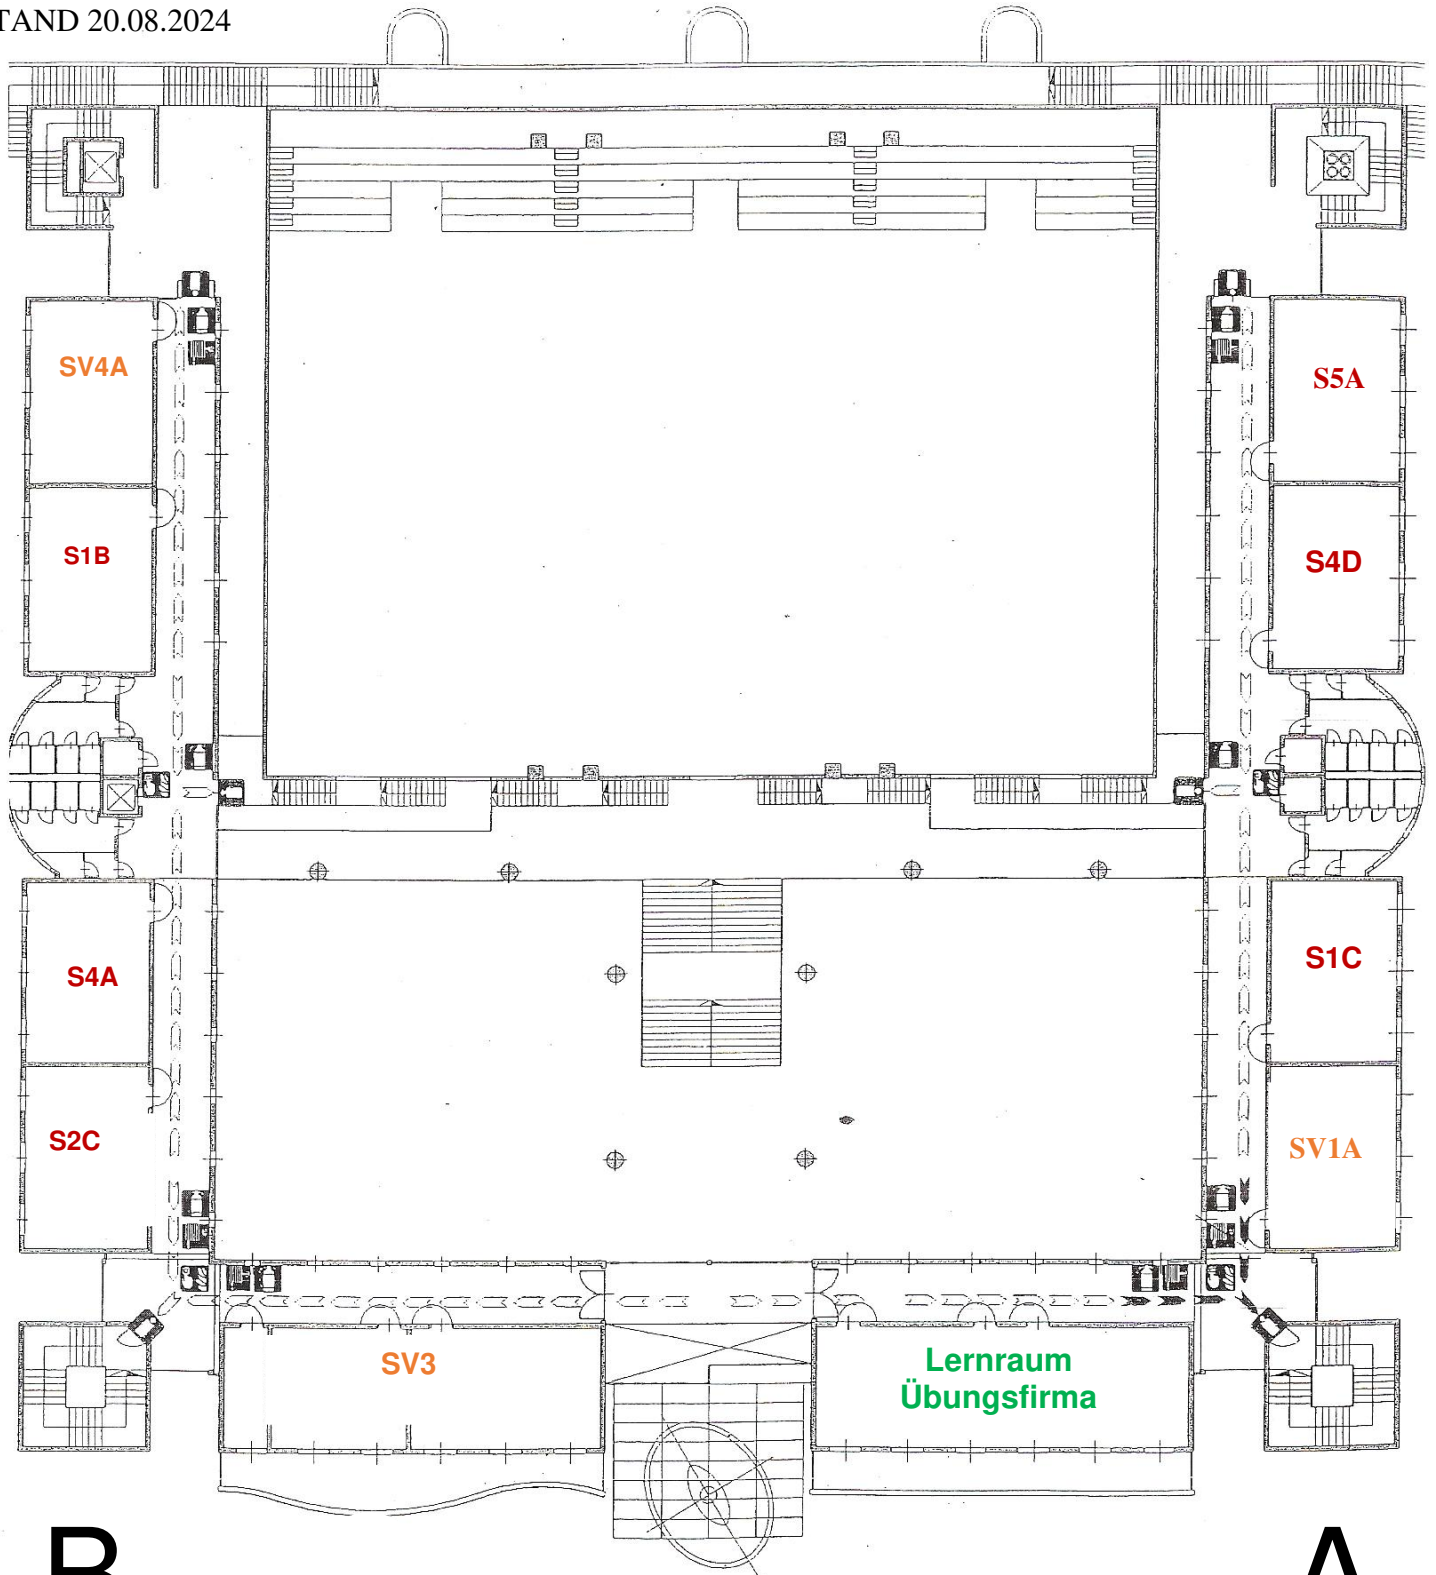 TAND 20.08.2024
SV4A
S5A
S1B
S4D
S4A
S1C
S2C
SV1A
SV3
Lernraum
Übungsfirma
B
A